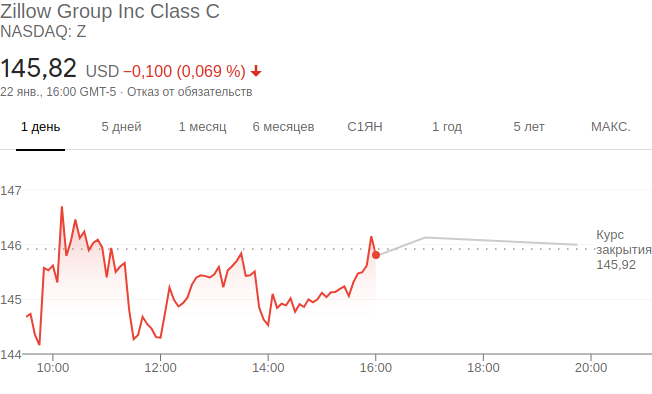 Zillow Group Inc Class C
NASDAQ: Z
145,82 USD −0,100 (0,069 %)
22 янв., 16:00 GMT-5 · Отказ от обязательств
1 день 5 дней 1 месяц 6 месяцев С1ЯН 1 год 5 лет МАКС.
147
146
145
144
Курс
закрытия
145,92
10:00 12:00 14:00 16:00 18:00 20:00